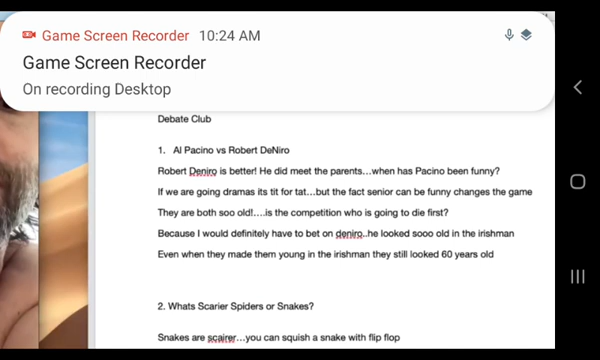 Game Screen Recorder 10:24 AM
Game Screen Recorder
On recording Desktop
Debate Club
1. Al Pacino vs Robert DeNiro
Robert Deniro is better! He did meet the parents...when has Pacino been funny?
If we are going dramas its tit for tat...but the fact senior can be funny changes the game
They are both soo old!....is the competition who is going to die first?
Because I would definitely have to bet on deniro..he looked sooo old in the irishman
Even when they made them young in the irishman they still looked 60 years old
2. Whats Scarier Spiders or Snakes?
Snakes are scairer...you can squish a snake with flip flop